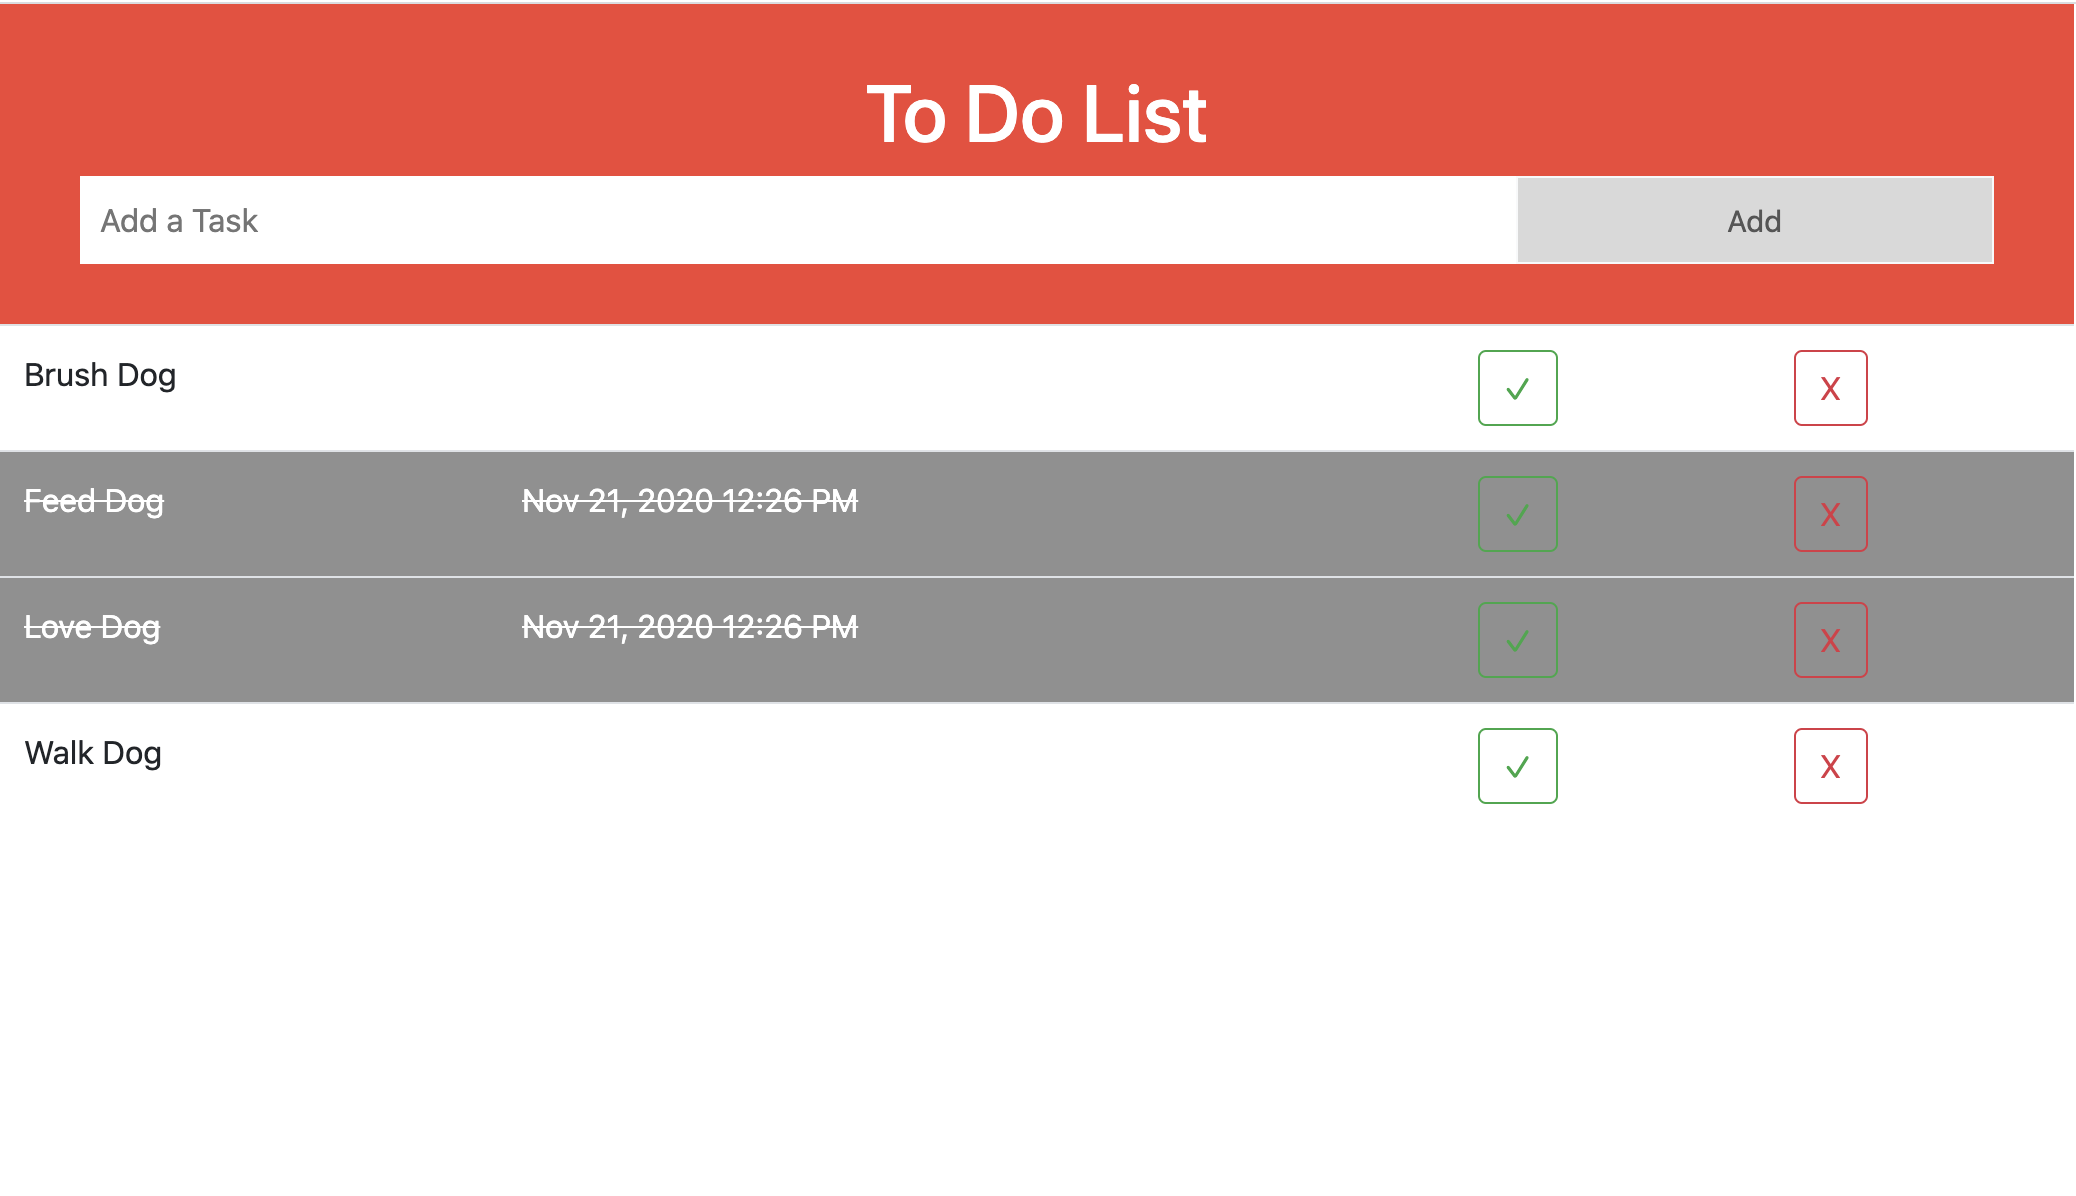 To Do List
Add a Task Add
Brush Dog ✓ X
Feed Dog Nov 21, 2020 12:26 PM ✓ X
Love Dog Nov 21, 2020 12:26 PM ✓ X
Walk Dog ✓ X